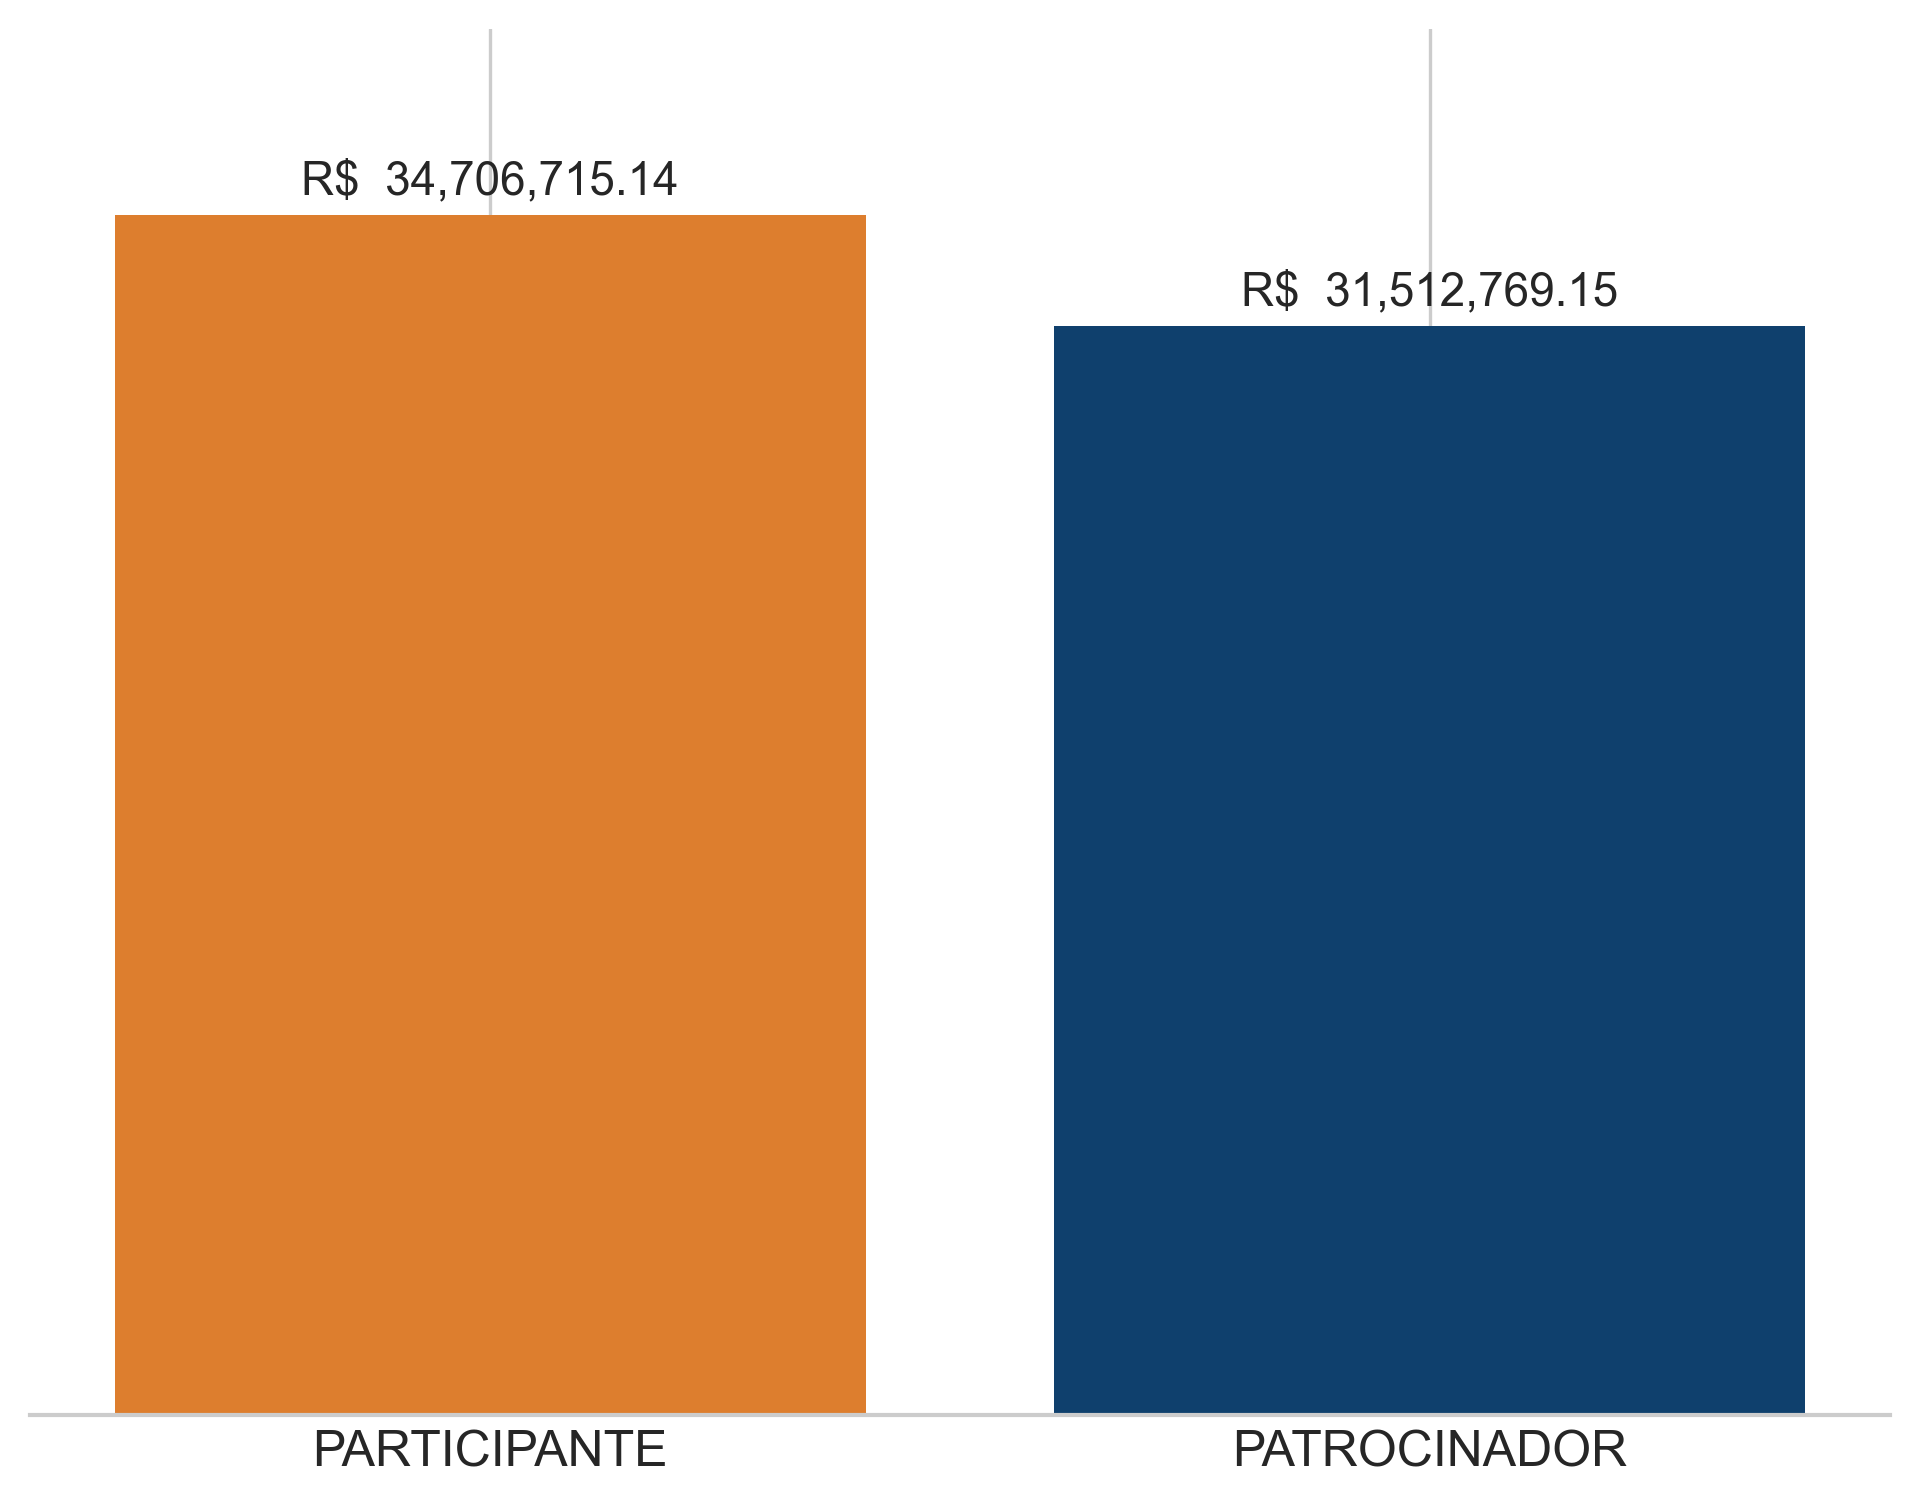 R$  34,706,715.14
R$  31,512,769.15
PARTICIPANTE
PATROCINADOR